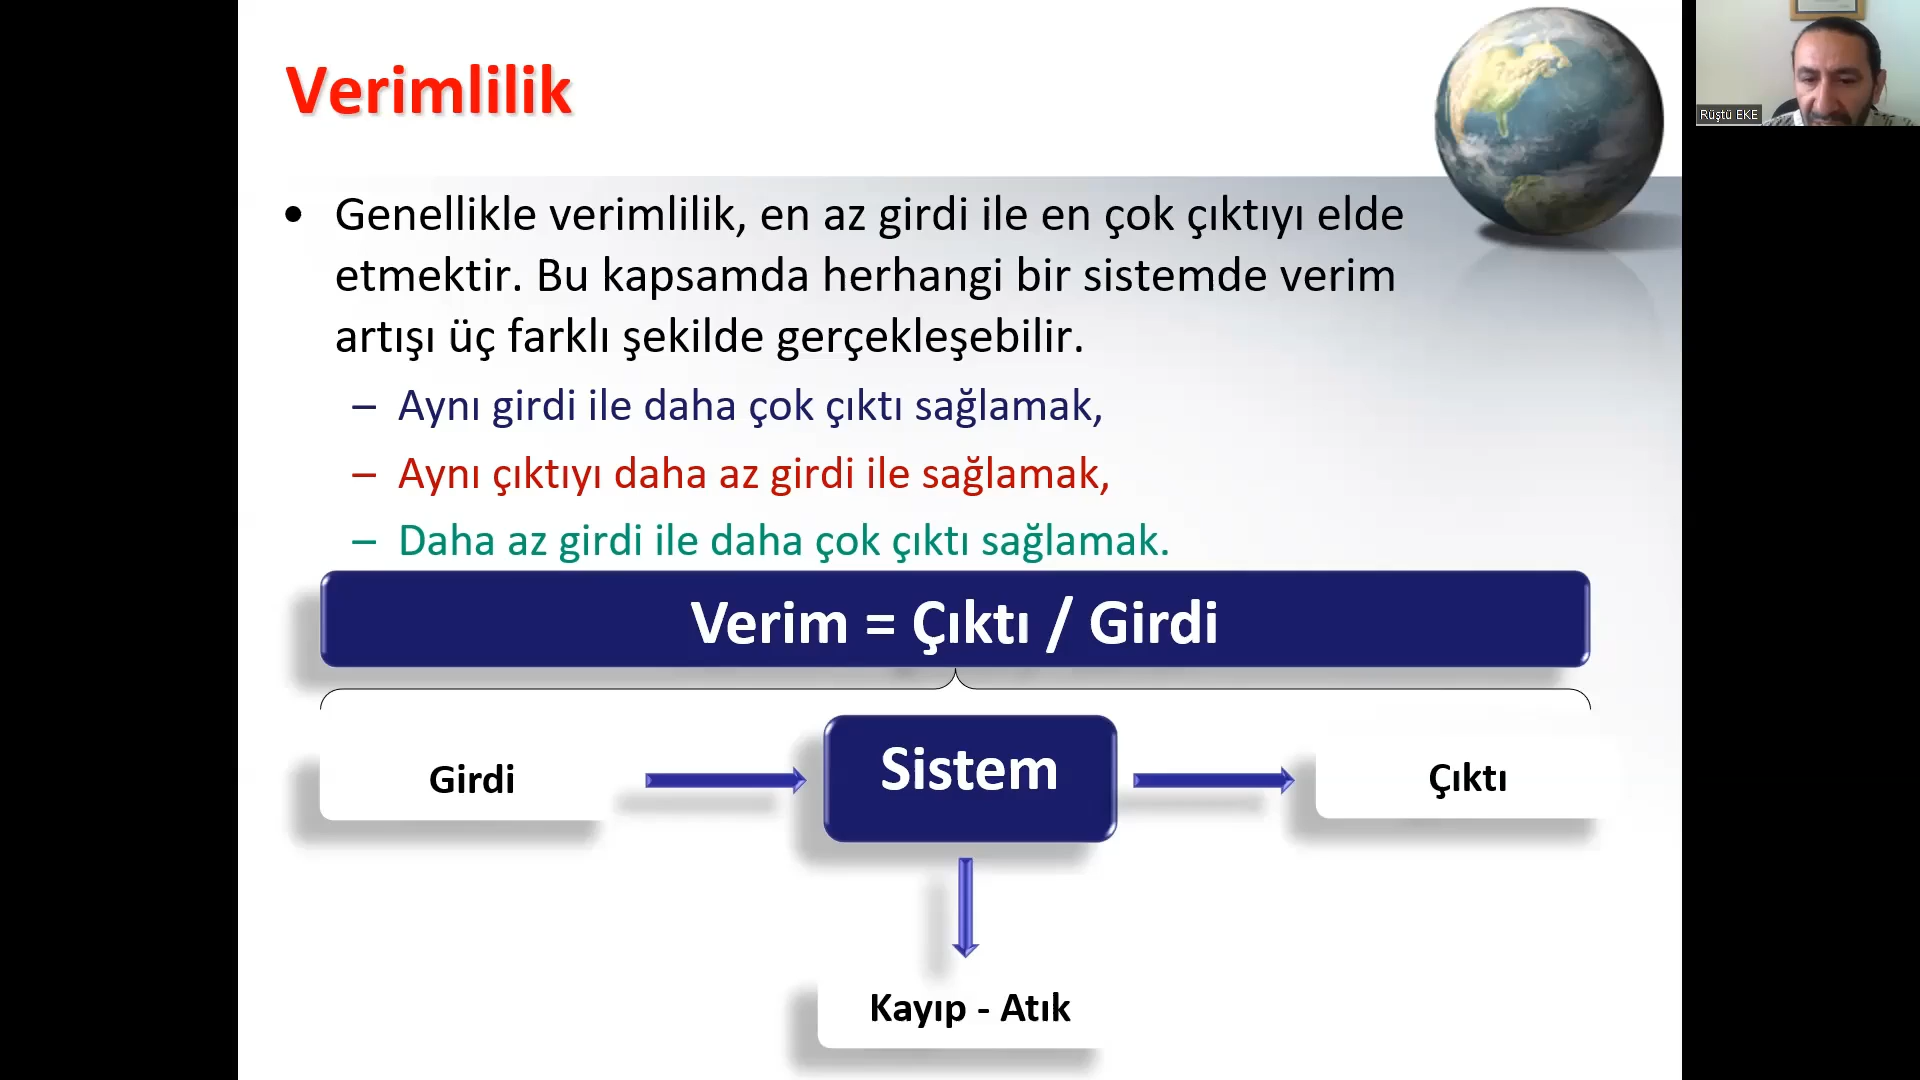 Verimlilik
Rüştü EKE
• Genellikle verimlilik, en az girdi ile en çok çıktıyı elde
etmektir. Bu kapsamda herhangi bir sistemde verim
artışı üç farklı şekilde gerçekleşebilir.
– Aynı girdi ile daha çok çıktı sağlamak,
– Aynı çıktıyı daha az girdi ile sağlamak,
– Daha az girdi ile daha çok çıktı sağlamak.
Verim = Çıktı / Girdi
Girdi
Sistem
Çıktı
Kayıp - Atık